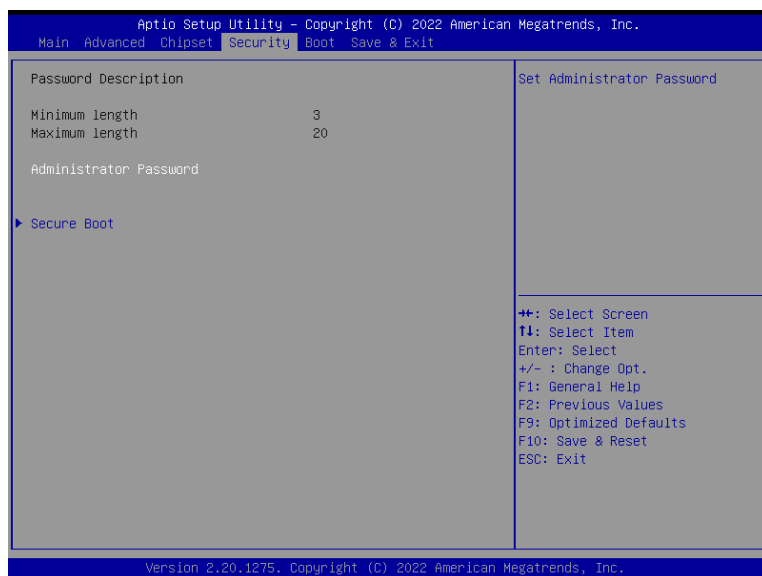 Aptio Setup Utility – Copyright (C) 2022 American Megatrends, Inc.
Main Advanced Chipset Security Boot Save & Exit
Password Description
Minimum length 3
Maximum length 20
Administrator Password
Secure Boot
Set Administrator Password
→←: Select Screen
↑↓: Select Item
Enter: Select
+/- : Change Opt.
F1: General Help
F2: Previous Values
F9: Optimized Defaults
F10: Save & Reset
ESC: Exit
Version 2.20.1275. Copyright (C) 2022 American Megatrends, Inc.